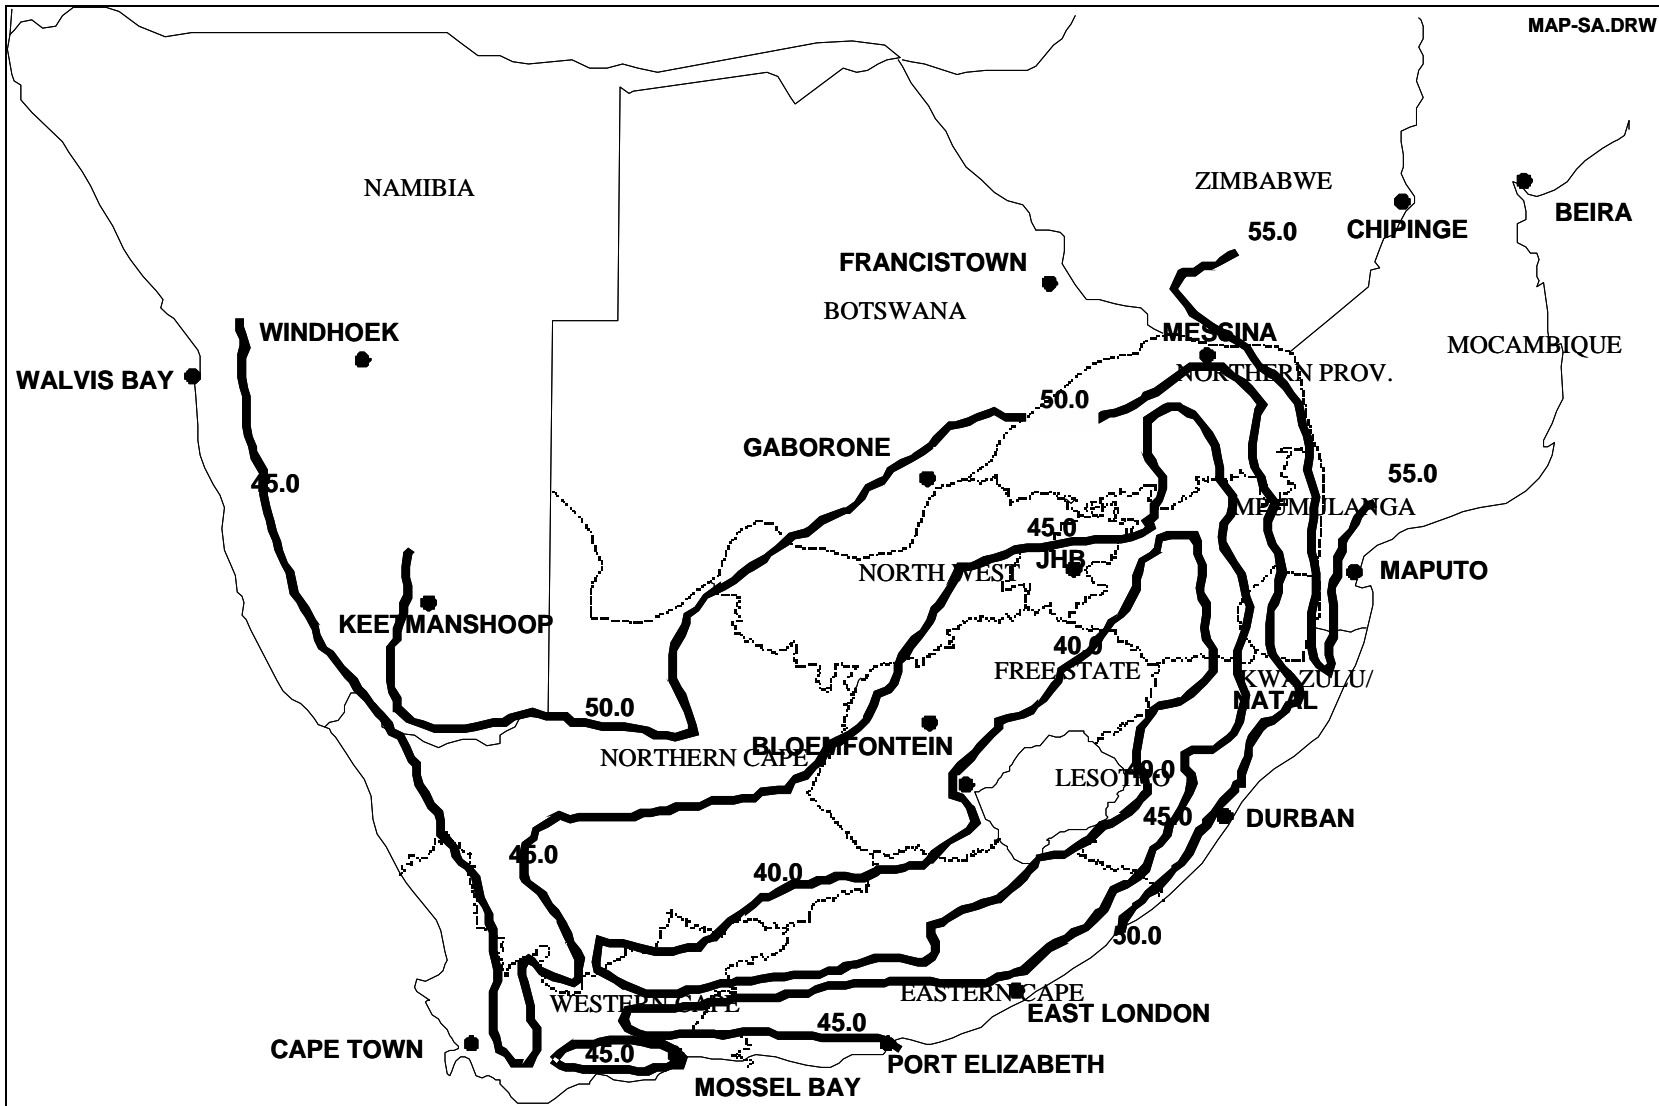 MAP-SA.DRW
NAMIBIA
ZIMBABWE
BEIRA
CHIPINGE
55.0
FRANCISTOWN
BOTSWANA
WINDHOEK
MESSINA
MOCAMBIQUE
WALVIS BAY
NORTHERN PROV.
50.0
GABORONE
55.0
45.0
MPUMULANGA
45.0
JHB
NORTH WEST
MAPUTO
KEETMANSHOOP
40.0
FREE STATE
KWAZULU/
NATAL
50.0
BLOEMFONTEIN
NORTHERN CAPE
LESOTHO
40.0
45.0
DURBAN
45.0
40.0
50.0
EASTERN CAPE
WESTERN CAPE
EAST LONDON
45.0
CAPE TOWN
45.0
PORT ELIZABETH
MOSSEL BAY